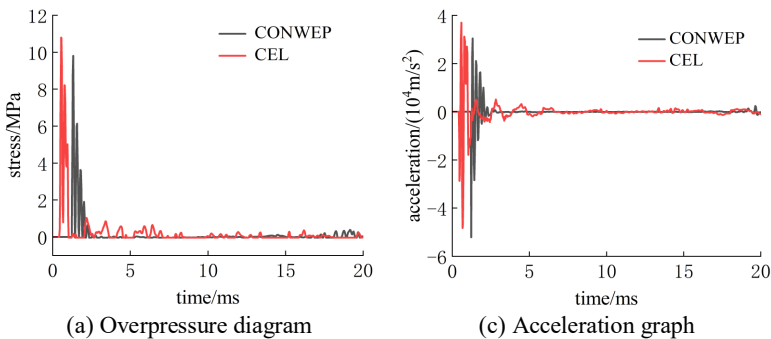 12
10
8
6
4
2
0
stress/MPa
CONWEP
CEL
0 5 10 15 20
time/ms
(a) Overpressure diagram
4
2
0
−2
−4
−6
acceleration/(10⁴m/s²)
CONWEP
CEL
0 5 10 15 20
time/ms
(c) Acceleration graph